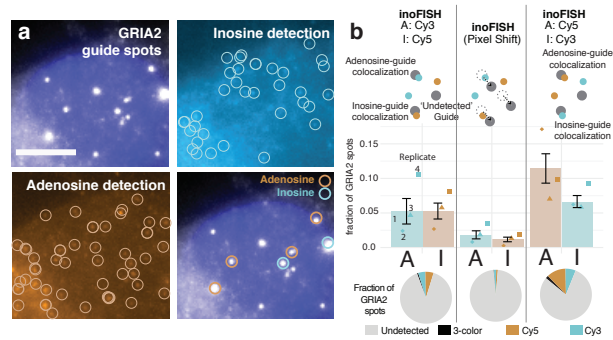 a
GRIA2
guide spots
Inosine detection
Adenosine detection
Adenosine
Inosine
b
inoFISH
A: Cy3
I: Cy5
inoFISH
(Pixel Shift)
inoFISH
A: Cy5
I: Cy3
Adenosine-guide
colocalization
Inosine-guide
colocalization
'Undetected'
Guide
Adenosine-guide
colocalization
Inosine-guide
colocalization
fraction of GRIA2 spots
0.15
0.10
0.05
0.0
Replicate
4
3
1
2
A I
A I
A I
Fraction of
GRIA2
spots
Undetected
3-color
Cy5
Cy3